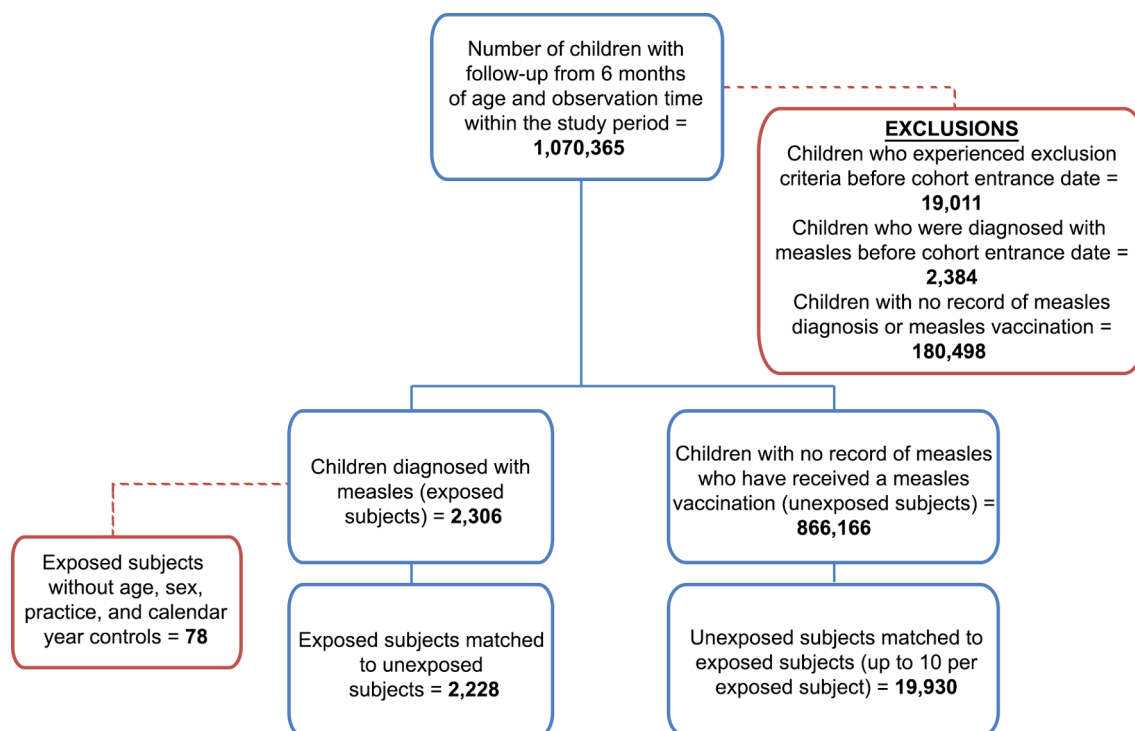 Number of children with
follow-up from 6 months
of age and observation time
within the study period =
1,070,365
EXCLUSIONS
Children who experienced exclusion
criteria before cohort entrance date =
19,011
Children who were diagnosed with
measles before cohort entrance date =
2,384
Children with no record of measles
diagnosis or measles vaccination =
180,498
Children diagnosed with
measles (exposed
subjects) = 2,306
Children with no record of measles
who have received a measles
vaccination (unexposed subjects) =
866,166
Exposed subjects
without age, sex,
practice, and calendar
year controls = 78
Exposed subjects matched
to unexposed
subjects = 2,228
Unexposed subjects matched to
exposed subjects (up to 10 per
exposed subject) = 19,930